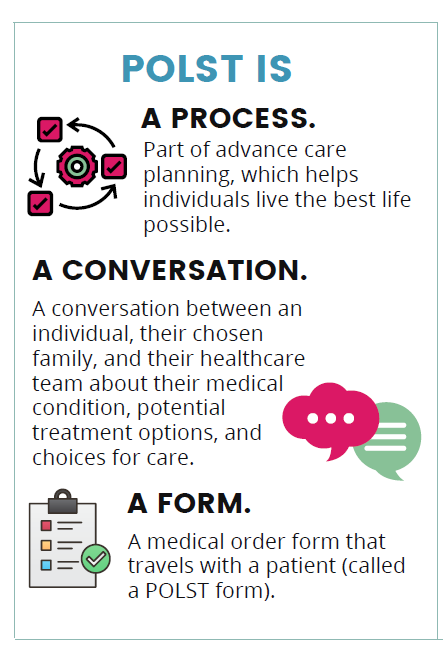 POLST IS
A PROCESS.
Part of advance care
planning, which helps
individuals live the best life
possible.
A CONVERSATION.
A conversation between an
individual, their chosen
family, and their healthcare
team about their medical
condition, potential
treatment options, and
choices for care.
A FORM.
A medical order form that
travels with a patient (called
a POLST form).